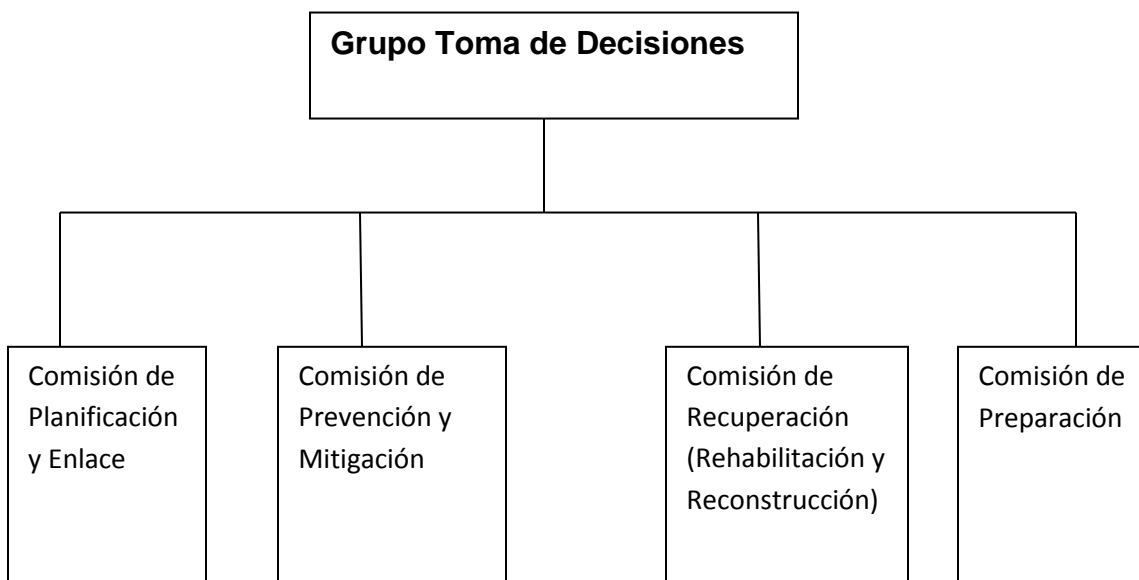 Grupo Toma de Decisiones
Comisión de
Planificación
y Enlace
Comisión de
Prevención y
Mitigación
Comisión de
Recuperación
(Rehabilitación y
Reconstrucción)
Comisión de
Preparación